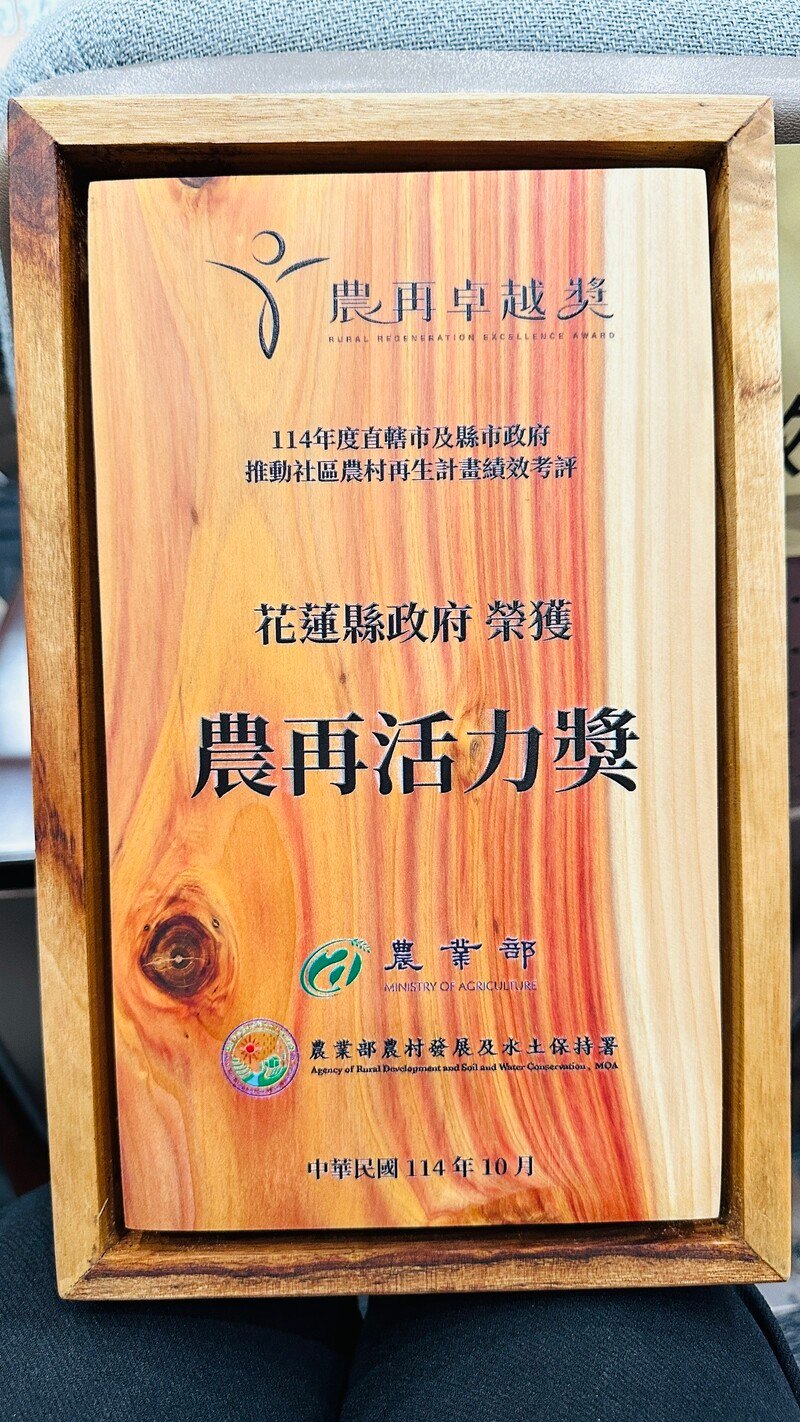 農再卓越獎
RURAL REGENERATION EXCELLENCE AWARD
114年度直轄市及縣市政府
推動社區農村再生計畫績效考評
花蓮縣政府 榮獲
農再活力獎
農業部
MINISTRY OF AGRICULTURE
農業部農村發展及水土保持署
Agency of Rural Development and Soil and Water Conservation, MOA
中華民國 114 年 10 月